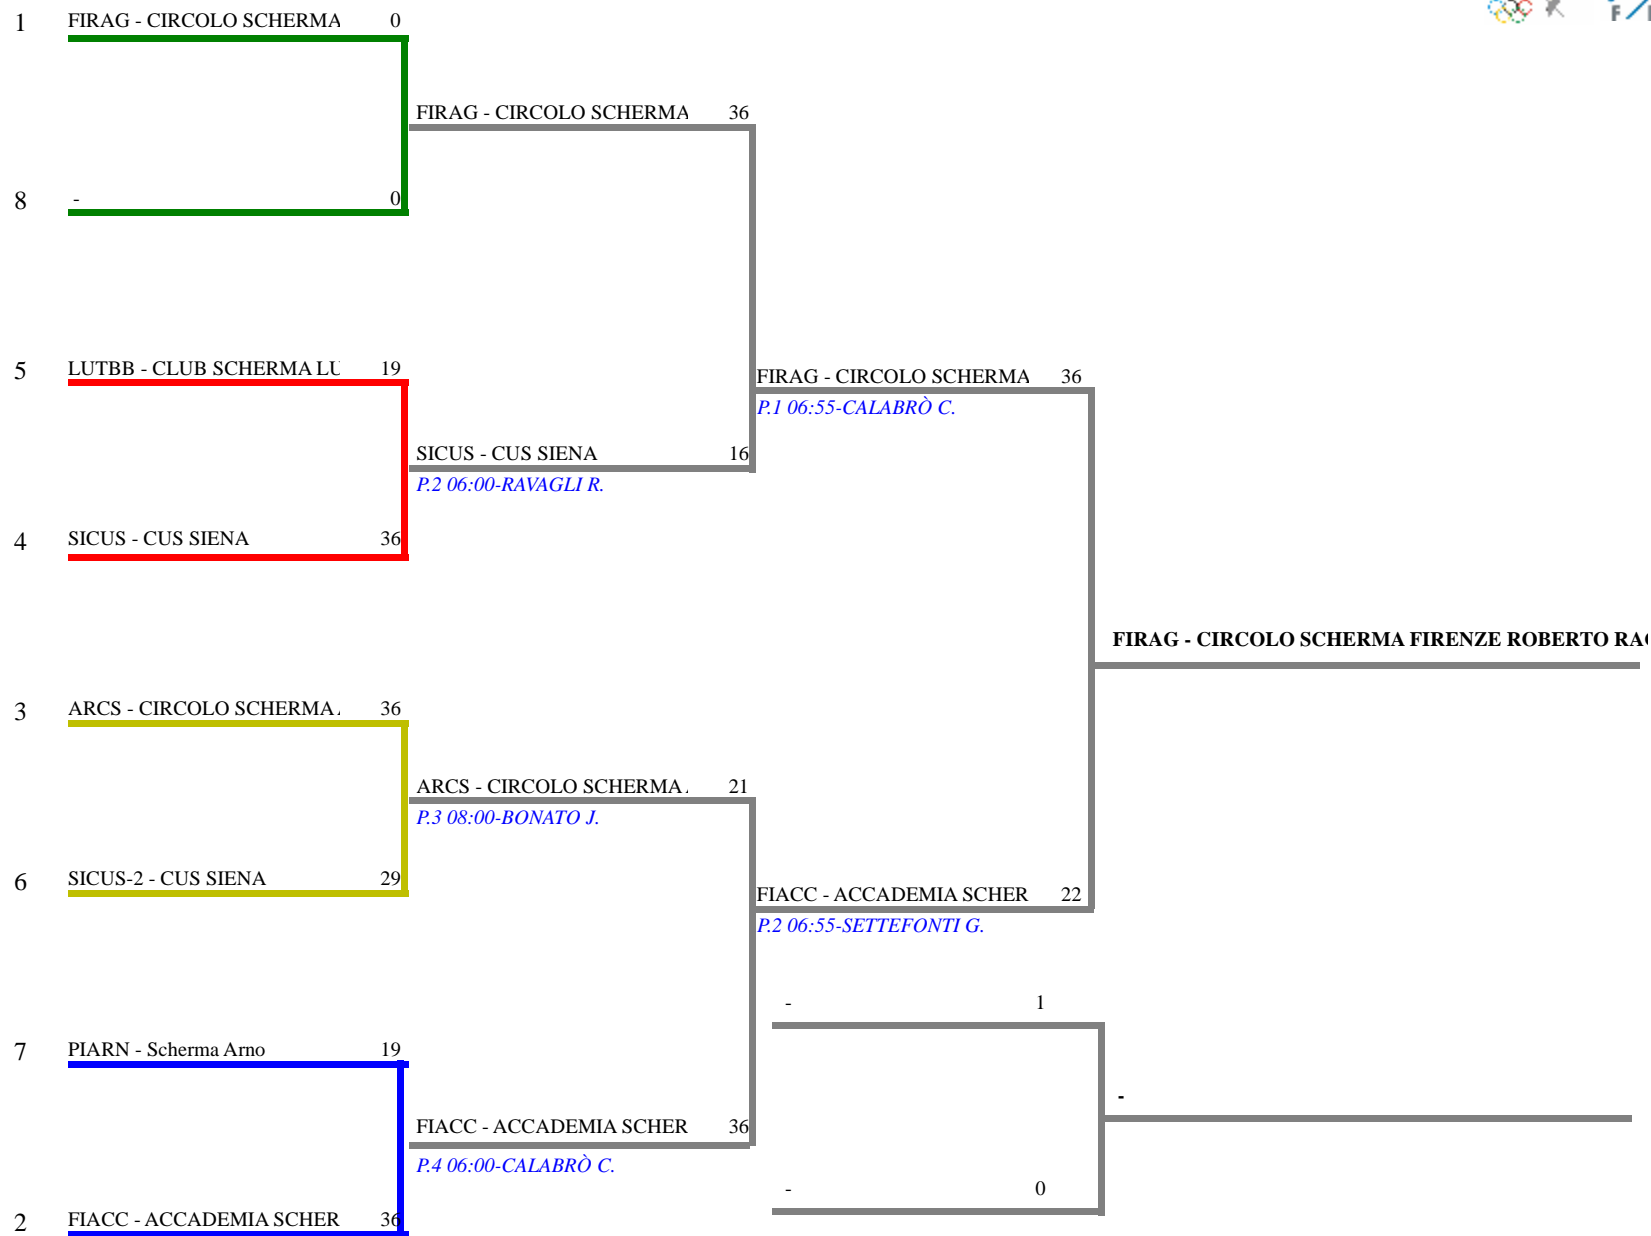 1 FIRAG - CIRCOLO SCHERMA 0
FIRAG - CIRCOLO SCHERMA 36
8 - 0
5 LUTBB - CLUB SCHERMA 19
FIRAG - CIRCOLO SCHERMA 36
P.1 06:55-CALABRÒ C.
SICUS - CUS SIENA 16
P.2 06:00-RAVAGLI R.
4 SICUS - CUS SIENA 36
FIRAG - CIRCOLO SCHERMA FIRENZE ROBERTO
3 ARCS - CIRCOLO SCHERMA 36
ARCS - CIRCOLO SCHERMA 21
P.3 08:00-BONATO J.
6 SICUS-2 - CUS SIENA 29
FIACC - ACCADEMIA SCHER 22
P.2 06:55-SETTEFONTI G.
- 1
7 PIARN - Scherma Arno 19
-
FIACC - ACCADEMIA SCHER 36
P.4 06:00-CALABRÒ C.
- 0
2 FIACC - ACCADEMIA SCHER 36